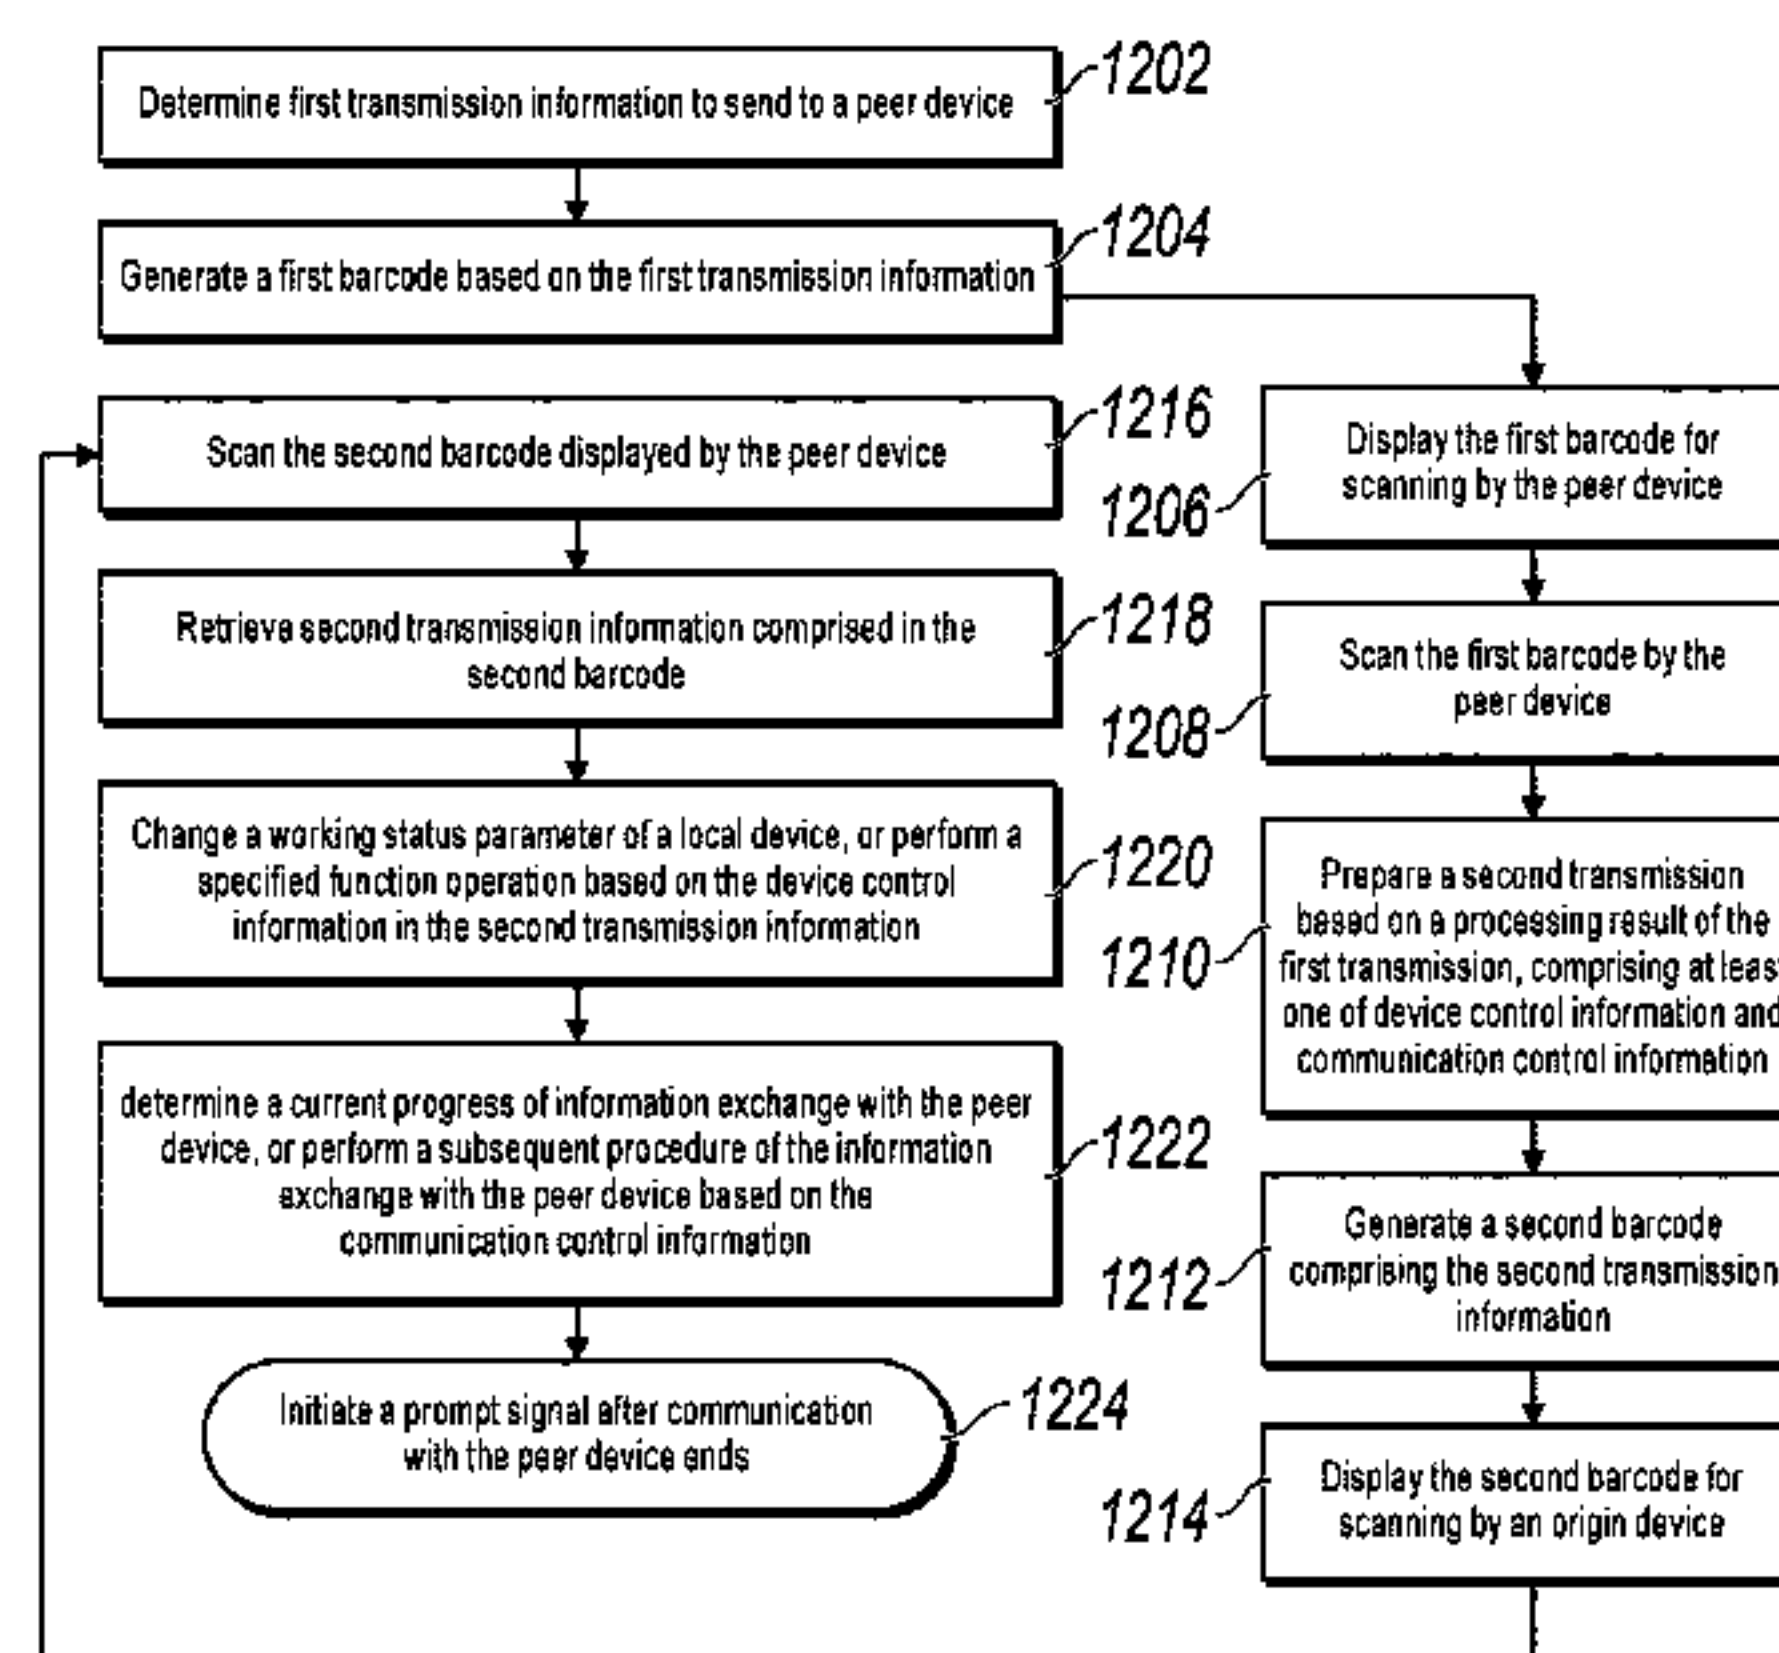 Determine first transmission information to send to a peer device
1202
Generate a first barcode based on the first transmission information
1204
Scan the second barcode displayed by the peer device
1216
Retrieve second transmission information comprised in the
second barcode
1218
Change a working status parameter of a local device, or perform a
specified function operation based on the device control
information in the second transmission information
1220
determine a current progress of information exchange with the peer
device, or perform a subsequent procedure of the information
exchange with the peer device based on the
communication control information
1222
Initiate a prompt signal after communication
with the peer device ends
1224
Display the first barcode for
scanning by the peer device
1206
Scan the first barcode by the
peer device
1208
Prepare a second transmission
based on a processing result of the
first transmission, comprising at least
one of device control information and
communication control information
1210
Generate a second barcode
comprising the second transmission
information
1212
Display the second barcode for
scanning by an origin device
1214